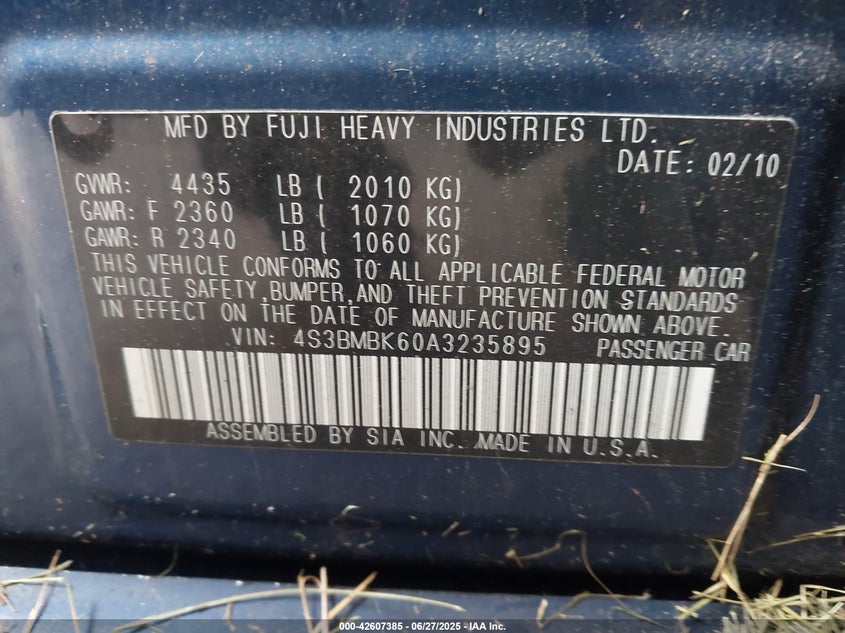 MFD BY FUJI HEAVY INDUSTRIES LTD.
DATE: 02/10
GVWR: 4435 LB ( 2010 KG)
GAWR: F 2360 LB ( 1070 KG)
GAWR: R 2340 LB ( 1060 KG)
THIS VEHICLE CONFORMS TO ALL APPLICABLE FEDERAL MOTOR
VEHICLE SAFETY,BUMPER,AND THEFT PREVENTION STANDARDS
IN EFFECT ON THE DATE OF MANUFACTURE SHOWN ABOVE.
VIN: 4S3BMBK60A3235895 PASSENGER CAR
ASSEMBLED BY SIA INC. MADE IN U.S.A.
000-42607385 - 06/27/2025 - IAA Inc.